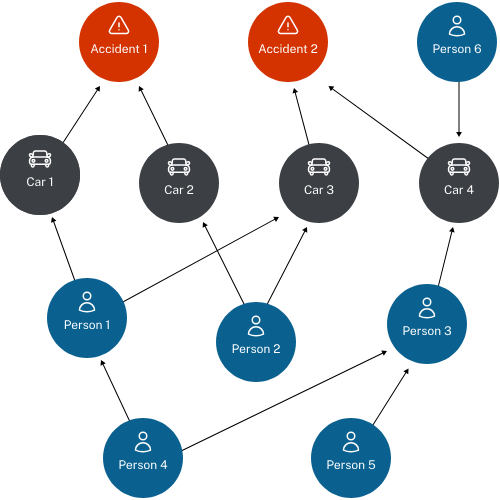 Accident 1
Accident 2
Person 6
Car 1
Car 2
Car 3
Car 4
Person 1
Person 2
Person 3
Person 4
Person 5